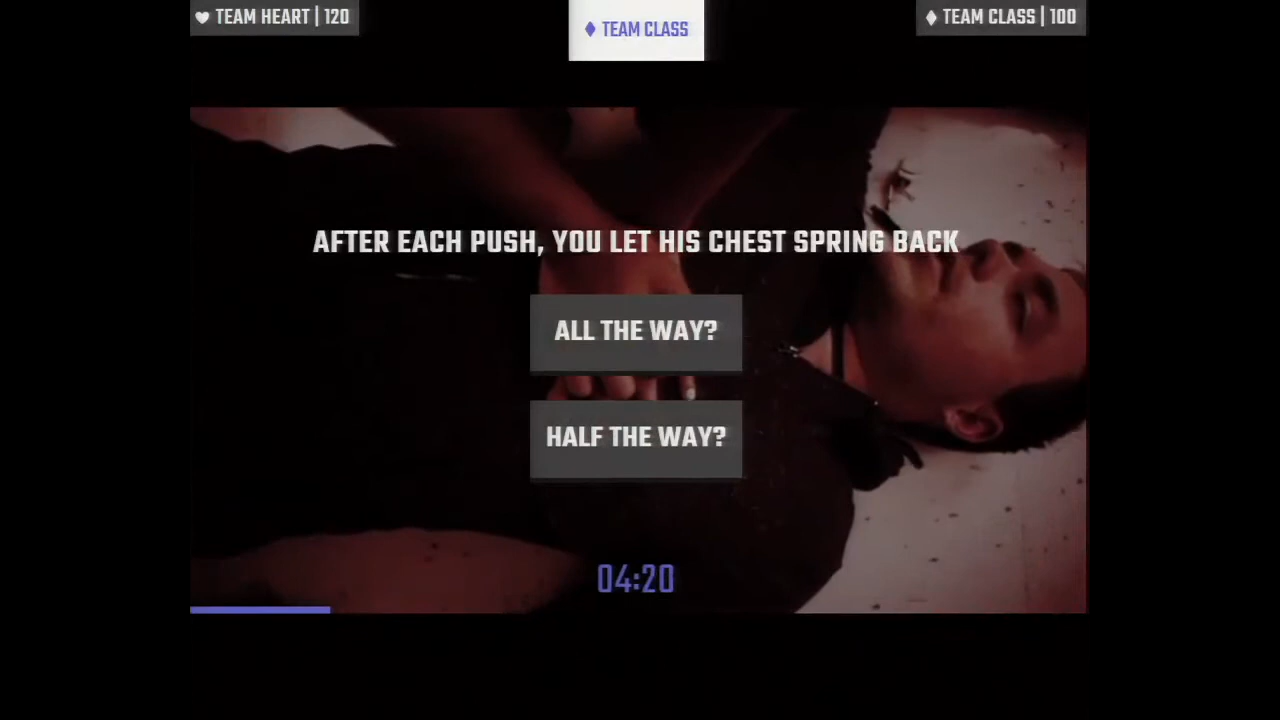 TEAM HEART | 120
TEAM CLASS
TEAM CLASS | 100
AFTER EACH PUSH, YOU LET HIS CHEST SPRING BACK
ALL THE WAY?
HALF THE WAY?
04:20